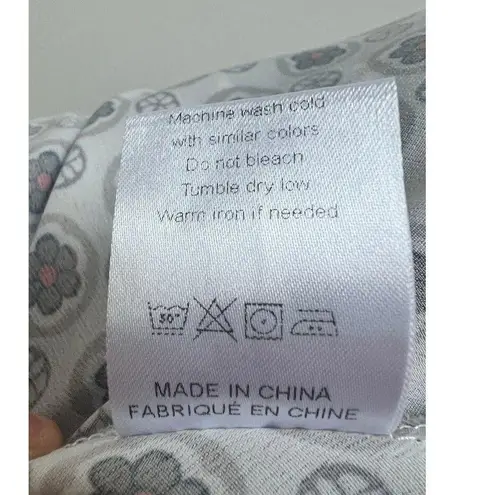 Machine wash cold
with similar colors
Do not bleach
Tumble dry low
Warm iron if needed
30°
MADE IN CHINA
FABRIQUÉ EN CHINE